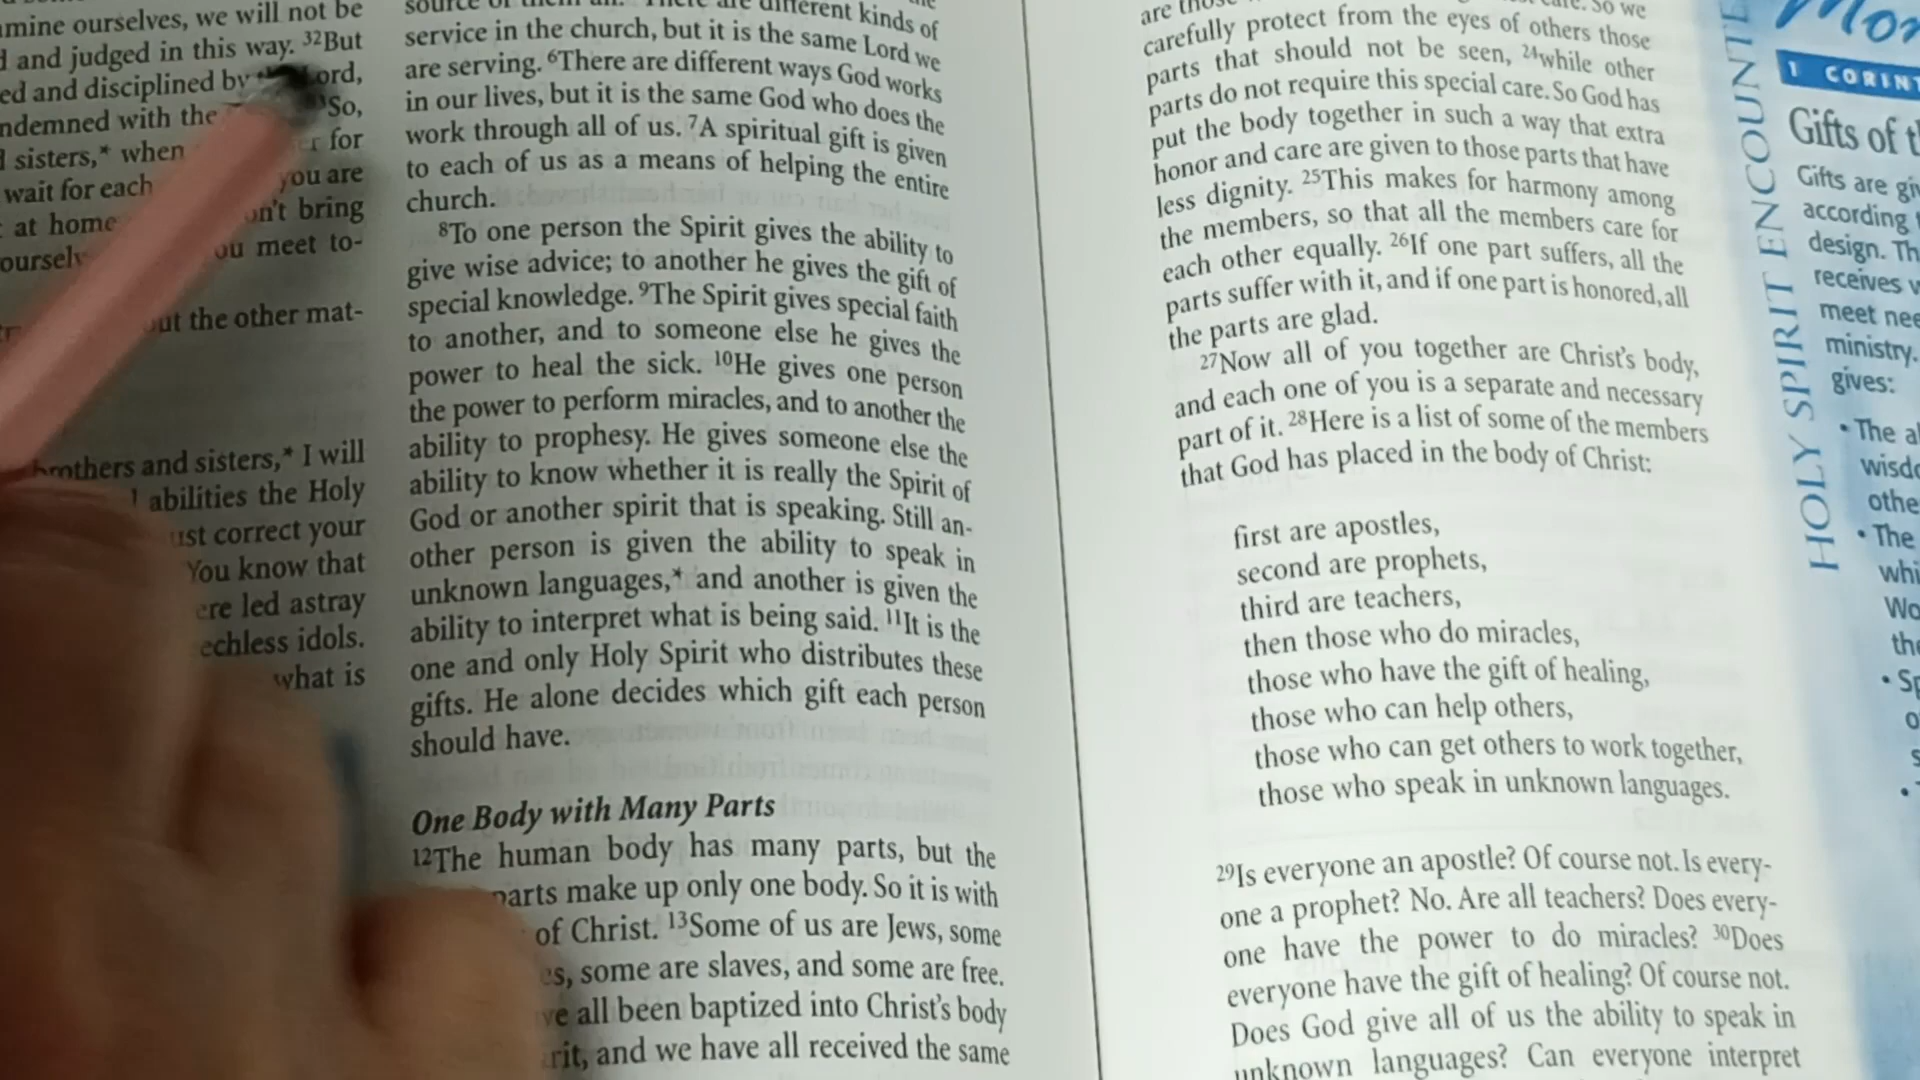 mine ourselves, we will not be
and judged in this way. 32But
ed and disciplined by Lord,
ndemned with the So,
sisters,* when for
wait for each you are
at home n't bring
oursel ou meet to-
ut the other mat-
brothers and sisters,* I will
abilities the Holy
ust correct your
You know that
ere led astray
echless idols.
what is
different kinds of
service in the church, but it is the same Lord we
are serving. 6There are different ways God works
in our lives, but it is the same God who does the
work through all of us. 7A spiritual gift is given
to each of us as a means of helping the entire
church.
8To one person the Spirit gives the ability to
give wise advice; to another he gives the gift of
special knowledge. 9The Spirit gives special faith
to another, and to someone else he gives the
power to heal the sick. 10He gives one person
the power to perform miracles, and to another the
ability to prophesy. He gives someone else the
ability to know whether it is really the Spirit of
God or another spirit that is speaking. Still an-
other person is given the ability to speak in
unknown languages,* and another is given the
ability to interpret what is being said. 11It is the
one and only Holy Spirit who distributes these
gifts. He alone decides which gift each person
should have.
One Body with Many Parts
12The human body has many parts, but the
parts make up only one body. So it is with
of Christ. 13Some of us are Jews, some
es, some are slaves, and some are free.
ve all been baptized into Christ's body
rit, and we have all received the same
are those care. So we
carefully protect from the eyes of others those
parts that should not be seen, 24while other
parts do not require this special care. So God has
put the body together in such a way that extra
honor and care are given to those parts that have
less dignity. 25This makes for harmony among
the members, so that all the members care for
each other equally. 26If one part suffers, all the
parts suffer with it, and if one part is honored, all
the parts are glad.
27Now all of you together are Christ's body,
and each one of you is a separate and necessary
part of it. 28Here is a list of some of the members
that God has placed in the body of Christ:
first are apostles,
second are prophets,
third are teachers,
then those who do miracles,
those who have the gift of healing,
those who can help others,
those who can get others to work together,
those who speak in unknown languages.
29Is everyone an apostle? Of course not. Is every-
one a prophet? No. Are all teachers? Does every-
one have the power to do miracles? 30Does
everyone have the gift of healing? Of course not.
Does God give all of us the ability to speak in
unknown languages? Can everyone interpret
HOLY SPIRIT ENCOUNTE
Mor
1 CORINT
Gifts of t
Gifts are giv
according t
design. Th
receives
meet nee
ministry.
gives:
• The a
wisd
othe
• The
whi
Wo
the
• Sp
o
s
•